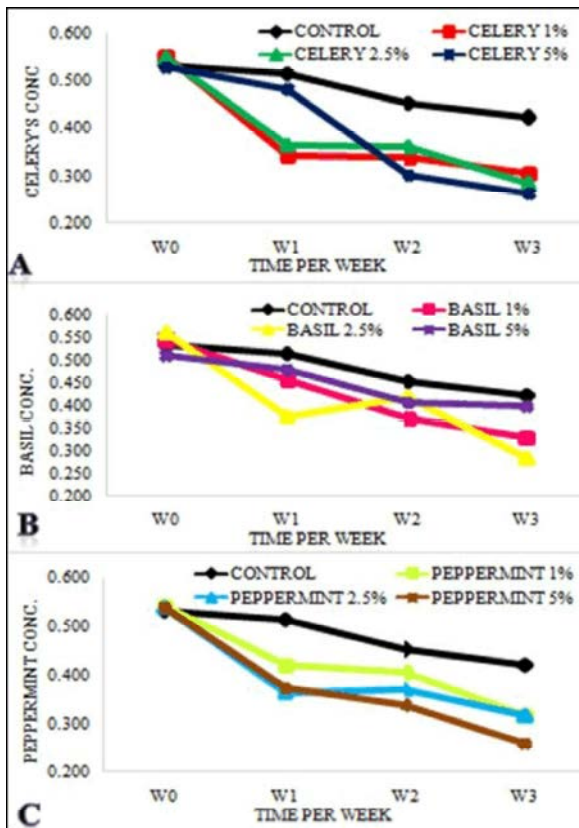 0.600
CONTROL CELERY 1%
CELERY 2.5% CELERY 5%
0.500
0.400
0.300
0.200
CELERY'S CONC
W0 W1 W2 W3
TIME PER WEEK
A
0.600
CONTROL BASIL 1%
BASIL 2.5% BASIL 5%
0.550
0.500
0.450
0.400
0.350
0.300
0.250
0.200
BASIL CONC.
W0 W1 W2 W3
TIME PER WEEK
B
0.600
CONTROL PEPPERMINT 1%
PEPPERMINT 2.5% PEPPERMINT 5%
0.500
0.400
0.300
0.200
PEPPERMINT CONC.
W0 W1 W2 W3
TIME PER WEEK
C